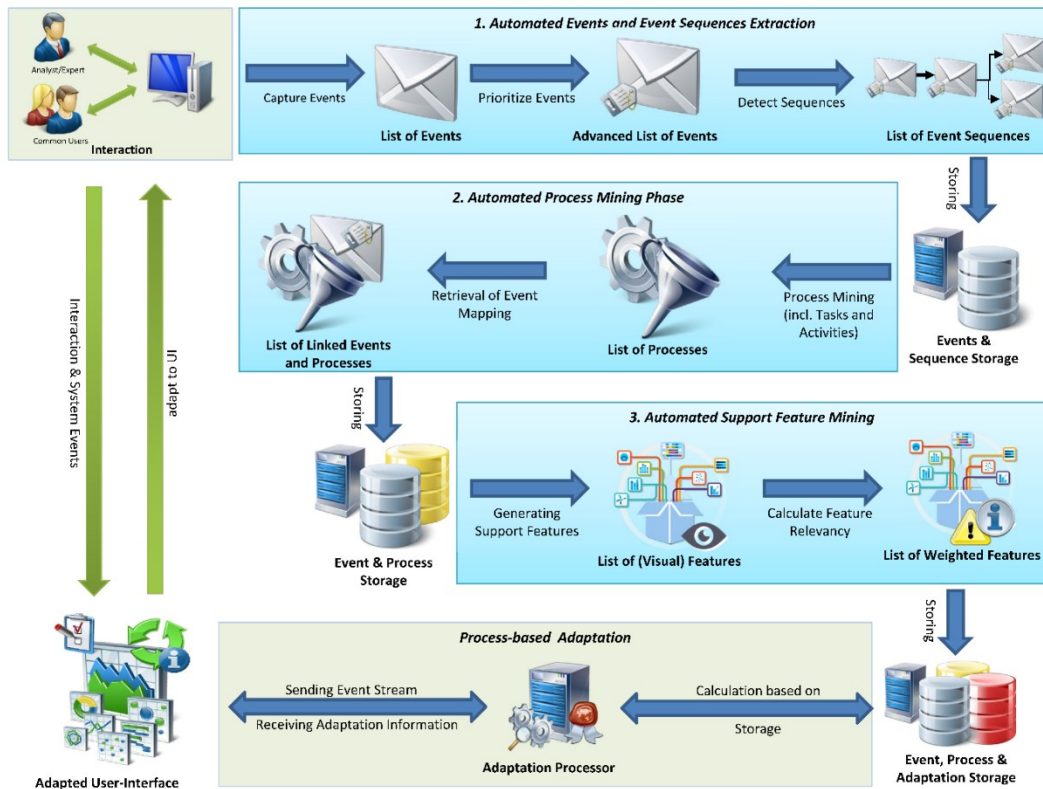 1. Automated Events and Event Sequences Extraction
Analyst/Expert
Common Users
Interaction
Capture Events
List of Events
Prioritize Events
Advanced List of Events
Detect Sequences
List of Event Sequences
Storing
2. Automated Process Mining Phase
Events &
Sequence Storage
Process Mining
(incl. Tasks and
Activities)
List of Processes
Retrieval of Event
Mapping
List of Linked Events
and Processes
Interaction & System Events
adapt to UI
Storing
3. Automated Support Feature Mining
Event & Process
Storage
Generating
Support Features
List of (Visual) Features
Calculate Feature
Relevancy
List of Weighted Features
Storing
Process-based Adaptation
Adapted User-Interface
Sending Event Stream
Receiving Adaptation Information
Adaptation Processor
Calculation based on
Storage
Event, Process &
Adaptation Storage